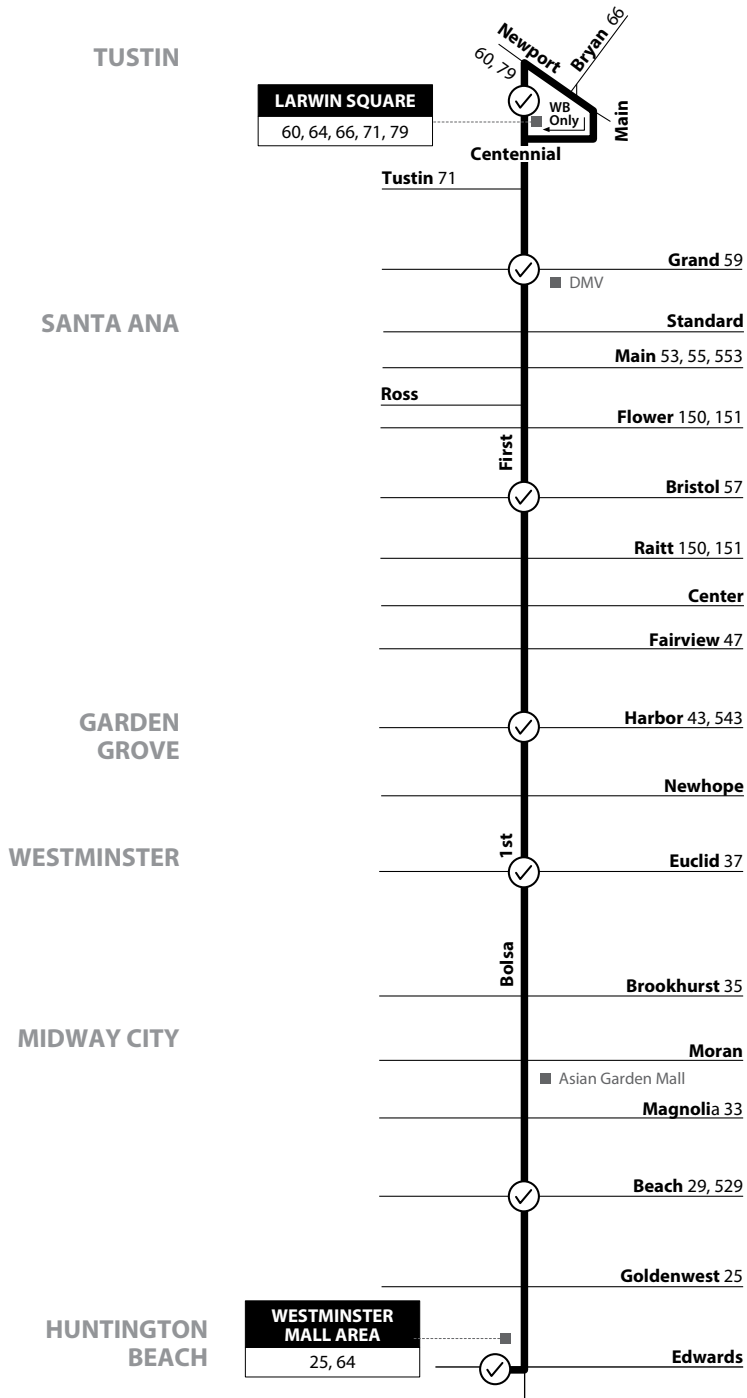 TUSTIN
Newport
60, 79
Bryan 66
LARWIN SQUARE
60, 64, 66, 71, 79
WB
Only
Main
Centennial
Tustin 71
Grand 59
DMV
SANTA ANA
Standard
Main 53, 55, 553
Ross
Flower 150, 151
First
Bristol 57
Raitt 150, 151
Center
Fairview 47
GARDEN
GROVE
Harbor 43, 543
Newhope
1st
WESTMINSTER
Euclid 37
Bolsa
Brookhurst 35
MIDWAY CITY
Moran
Asian Garden Mall
Magnolia 33
Beach 29, 529
Goldenwest 25
WESTMINSTER
MALL AREA
25, 64
HUNTINGTON
BEACH
Edwards